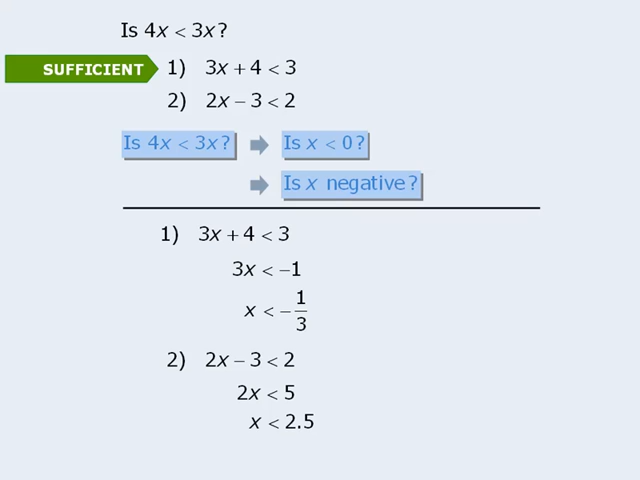 Is 4x < 3x?
SUFFICIENT 1) 3x + 4 < 3
2) 2x − 3 < 2
Is 4x < 3x? Is x < 0?
Is x negative?
1) 3x + 4 < 3
3x < −1
x < −1/3
2) 2x − 3 < 2
2x < 5
x < 2.5